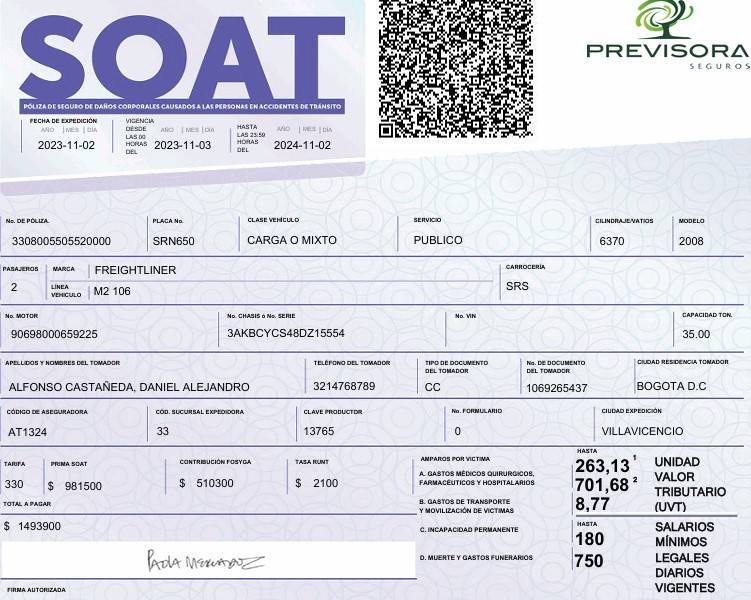 SOAT
PREVISORA
SEGUROS
PÓLIZA DE SEGURO DE DAÑOS CORPORALES CAUSADOS A LAS PERSONAS EN ACCIDENTES DE TRÁNSITO
FECHA DE EXPEDICIÓN
AÑO | MES | DÍA
2023-11-02
VIGENCIA
DESDE
LAS 00
HORAS
DEL
AÑO | MES | DÍA
2023-11-03
HASTA
LAS 23:59
HORAS
DEL
AÑO | MES | DÍA
2024-11-02
No. DE PÓLIZA. PLACA No. CLASE VEHÍCULO SERVICIO CILINDRAJE/VATIOS MODELO
3308005505520000 SRN650 CARGA O MIXTO PUBLICO 6370 2008
PASAJEROS MARCA FREIGHTLINER CARROCERÍA
2 LÍNEA VEHICULO M2 106 SRS
No. MOTOR No. CHASIS ó No. SERIE No. VIN CAPACIDAD TON.
90698000659225 3AKBCYCS48DZ15554 35.00
APELLIDOS Y NOMBRES DEL TOMADOR TELÉFONO DEL TOMADOR TIPO DE DOCUMENTO DEL TOMADOR No. DE DOCUMENTO DEL TOMADOR CIUDAD RESIDENCIA TOMADOR
ALFONSO CASTAÑEDA, DANIEL ALEJANDRO 3214768789 CC 1069265437 BOGOTA D.C
CÓDIGO DE ASEGURADORA CÓD. SUCURSAL EXPEDIDORA CLAVE PRODUCTOR No. FORMULARIO CIUDAD EXPEDICIÓN
AT1324 33 13765 0 VILLAVICENCIO
TARIFA PRIMA SOAT CONTRIBUCIÓN FOSYGA TASA RUNT
330 $ 981500 $ 510300 $ 2100
TOTAL A PAGAR
$ 1493900
PAOLA MERCADO Z
FIRMA AUTORIZADA
AMPAROS POR VICTIMA
A. GASTOS MÉDICOS QUIRURGICOS,
FARMACÉUTICOS Y HOSPITALARIOS
B. GASTOS DE TRANSPORTE
Y MOVILIZACIÓN DE VICTIMAS
C. INCAPACIDAD PERMANENTE
D. MUERTE Y GASTOS FUNERARIOS
HASTA
263,13 ¹
701,68 ²
8,77
UNIDAD
VALOR
TRIBUTARIO
(UVT)
HASTA
180
750
SALARIOS
MÍNIMOS
LEGALES
DIARIOS
VIGENTES